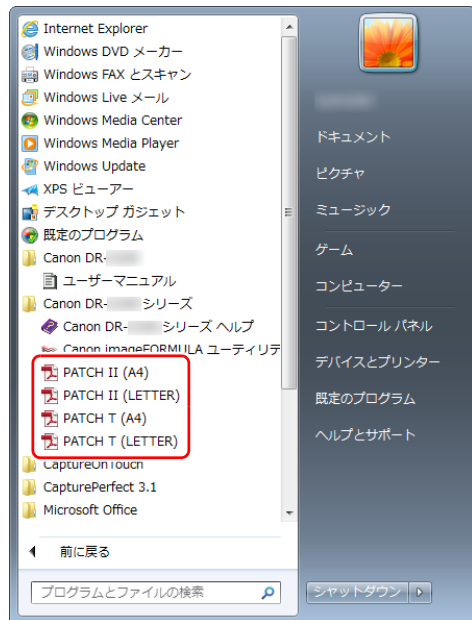 Internet Explorer
Windows DVD メーカー
Windows FAX とスキャン
Windows Live メール
Windows Media Center
Windows Media Player
Windows Update
XPS ビューアー
デスクトップ ガジェット
既定のプログラム
Canon DR-
ユーザーマニュアル
Canon DR- シリーズ
Canon DR- シリーズ ヘルプ
Canon imageFORMULA ユーティリテ
PATCH II (A4)
PATCH II (LETTER)
PATCH T (A4)
PATCH T (LETTER)
CaptureOnTouch
CapturePerfect 3.1
Microsoft Office
前に戻る
プログラムとファイルの検索
ドキュメント
ピクチャ
ミュージック
ゲーム
コンピューター
コントロール パネル
デバイスとプリンター
既定のプログラム
ヘルプとサポート
シャットダウン